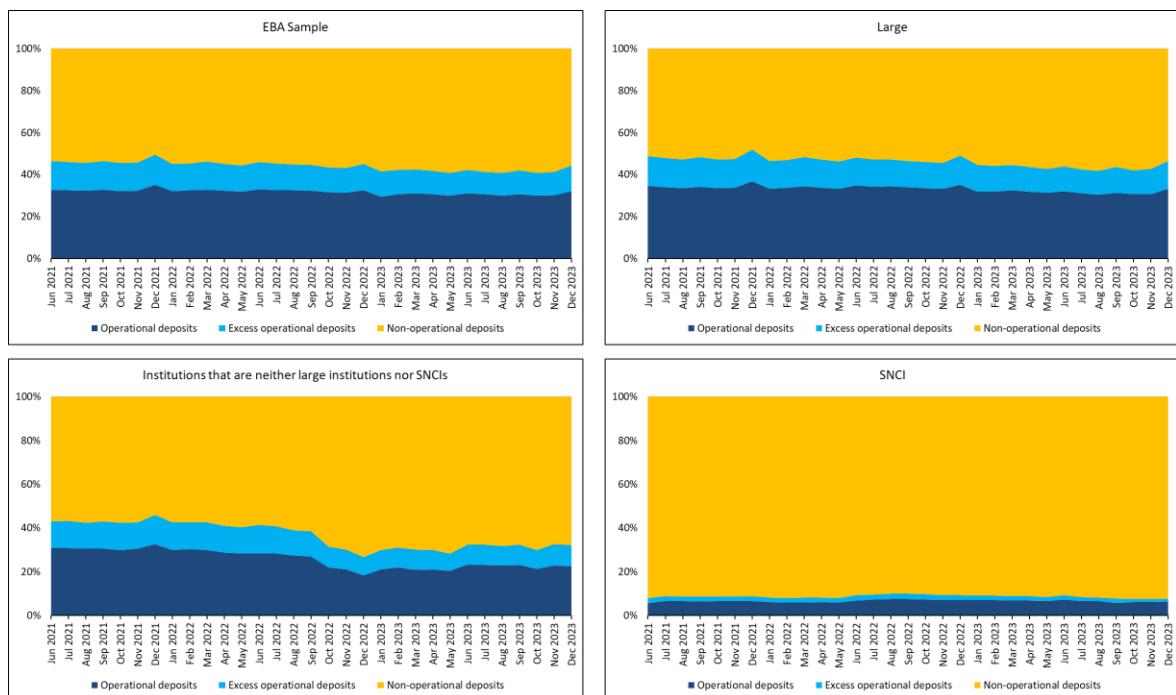 EBA Sample
100%
80%
60%
40%
20%
0%
Jun 2021
Jul 2021
Aug 2021
Sep 2021
Oct 2021
Nov 2021
Dec 2021
Jan 2022
Feb 2022
Mar 2022
Apr 2022
May 2022
Jun 2022
Jul 2022
Aug 2022
Sep 2022
Oct 2022
Nov 2022
Dec 2022
Jan 2023
Feb 2023
Mar 2023
Apr 2023
May 2023
Jun 2023
Jul 2023
Aug 2023
Sep 2023
Oct 2023
Nov 2023
Dec 2023
Operational deposits Excess operational deposits Non-operational deposits
Large
100%
80%
60%
40%
20%
0%
Jun 2021
Jul 2021
Aug 2021
Sep 2021
Oct 2021
Nov 2021
Dec 2021
Jan 2022
Feb 2022
Mar 2022
Apr 2022
May 2022
Jun 2022
Jul 2022
Aug 2022
Sep 2022
Oct 2022
Nov 2022
Dec 2022
Jan 2023
Feb 2023
Mar 2023
Apr 2023
May 2023
Jun 2023
Jul 2023
Aug 2023
Sep 2023
Oct 2023
Nov 2023
Dec 2023
Operational deposits Excess operational deposits Non-operational deposits
Institutions that are neither large institutions nor SNCIs
100%
80%
60%
40%
20%
0%
Jun 2021
Jul 2021
Aug 2021
Sep 2021
Oct 2021
Nov 2021
Dec 2021
Jan 2022
Feb 2022
Mar 2022
Apr 2022
May 2022
Jun 2022
Jul 2022
Aug 2022
Sep 2022
Oct 2022
Nov 2022
Dec 2022
Jan 2023
Feb 2023
Mar 2023
Apr 2023
May 2023
Jun 2023
Jul 2023
Aug 2023
Sep 2023
Oct 2023
Nov 2023
Dec 2023
Operational deposits Excess operational deposits Non-operational deposits
SNCI
100%
80%
60%
40%
20%
0%
Jun 2021
Jul 2021
Aug 2021
Sep 2021
Oct 2021
Nov 2021
Dec 2021
Jan 2022
Feb 2022
Mar 2022
Apr 2022
May 2022
Jun 2022
Jul 2022
Aug 2022
Sep 2022
Oct 2022
Nov 2022
Dec 2022
Jan 2023
Feb 2023
Mar 2023
Apr 2023
May 2023
Jun 2023
Jul 2023
Aug 2023
Sep 2023
Oct 2023
Nov 2023
Dec 2023
Operational deposits Excess operational deposits Non-operational deposits